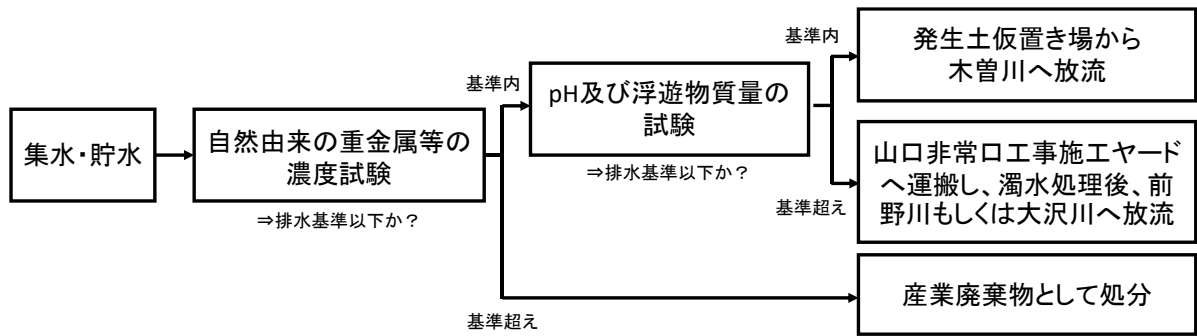 集水・貯水
自然由来の重金属等の
濃度試験
⇒排水基準以下か?
基準内
pH及び浮遊物質量の
試験
⇒排水基準以下か?
基準内
発生土仮置き場から
木曽川へ放流
基準超え
山口非常口工事施工ヤード
へ運搬し、濁水処理後、前
野川もしくは大沢川へ放流
基準超え
産業廃棄物として処分